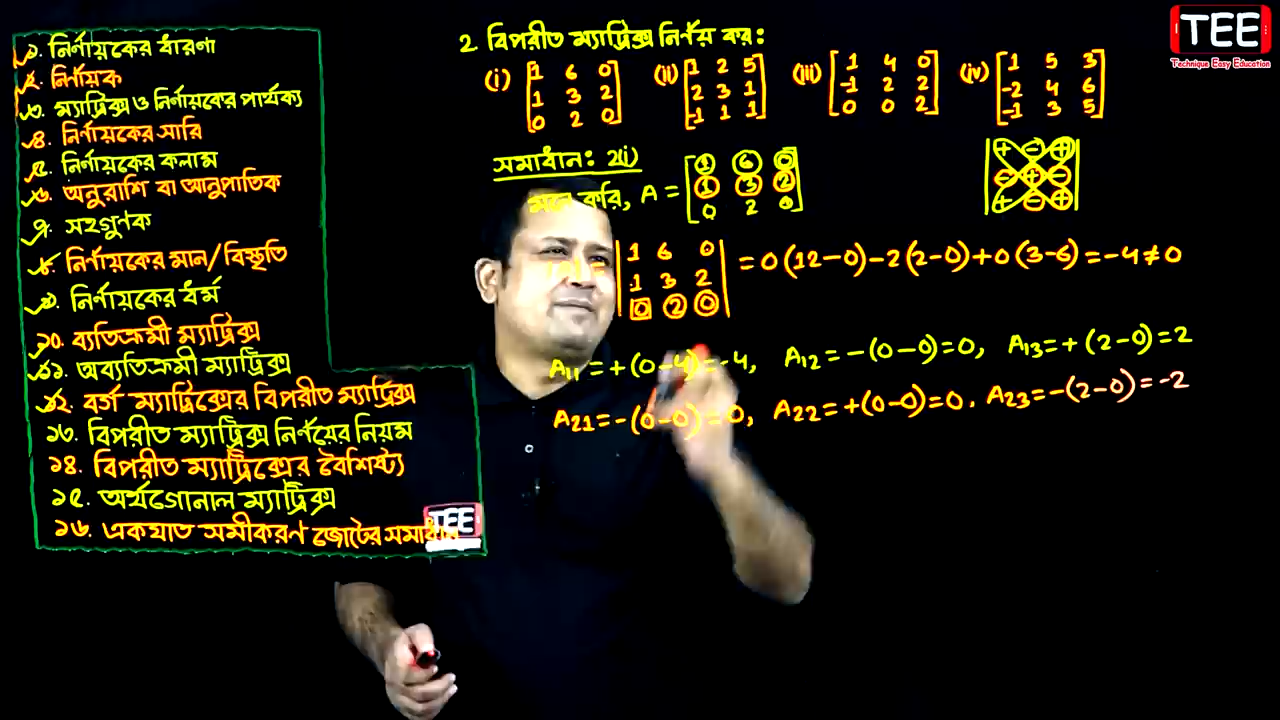 ১. নির্ণায়কের ধারণা
২. নির্ণায়ক
৩. ম্যাট্রিক্স ও নির্ণায়কের পার্থক্য
৪. নির্ণায়কের সারি
৫. নির্ণায়কের কলাম
৬. অনুরাশি বা আনুপাতিক
৭. সহগুণক
৮. নির্ণায়কের মান/বিস্তৃতি
৯. নির্ণায়কের ধর্ম
১০. ব্যতিক্রমী ম্যাট্রিক্স
১১. অব্যতিক্রমী ম্যাট্রিক্স
১২. বর্গ ম্যাট্রিক্সের বিপরীত ম্যাট্রিক্স
১৩. বিপরীত ম্যাট্রিক্স নির্ণয়ের নিয়ম
১৪. বিপরীত ম্যাট্রিক্সের বৈশিষ্ট্য
১৫. অর্থগোনাল ম্যাট্রিক্স
১৬. একঘাত সমীকরণ জোটের সমাধান
TEE
2. বিপরীত ম্যাট্রিক্স নির্ণয় কর:
(i) [1 6 0 (ii) [1 2 5 (iii) [1 4 0 (iv) [1 5 3
1 3 2 2 3 1 -1 2 2 -2 4 6
0 2 0] -1 1 1] 0 0 2] -1 3 5]
সমাধান: 2(i)
মনে করি, A = [1 6 0
1 3 2
0 2 0]
|+ - +
- + -
+ - +|
|1 6 0
1 3 2 = 0(12-0)-2(2-0)+0(3-6)=-4≠0
0 2 0|
A11=+(0-4)=-4, A12=-(0-0)=0, A13=+(2-0)=2
A21=-(0-0)=0, A22=+(0-0)=0, A23=-(2-0)=-2
TEE
Technique Easy Education